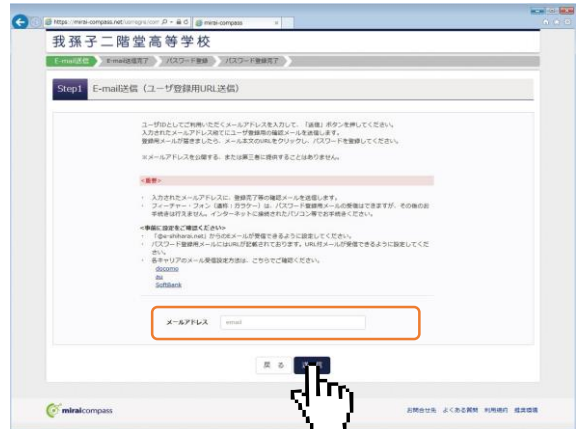 https://mirai-compass.net
mirai-compass
我孫子二階堂高等学校
E-mail送信 E-mail送信完了 パスワード登録 パスワード登録完了
Step1 E-mail送信（ユーザ登録用URL送信）
ユーザIDとしてご利用いただくメールアドレスを入力して、「送信」ボタンを押してください。
入力されたメールアドレス宛てにユーザ登録用の確認メールを送信します。
登録用メールが届きましたら、メール本文のURLをクリックし、パスワードを登録してください。
※メールアドレスを公開する、または第三者に提供することはありません。
<重要>
・ 入力されたメールアドレスに、登録完了等の確認メールを送信します。
・ フィーチャー・フォン（通称：ガラケー）は、パスワード登録用メールの受信はできますが、その後のお
手続きは行えません。インターネットに接続されたパソコン等でお手続きください。
<事前に設定をご確認ください>
・ 「@e-shiharai.net」からのEメールが受信できるように設定してください。
・ パスワード登録用メールにはURLが記載されております。URL付メールが受信できるように設定してくだ
さい。
・ 各キャリアのメール受信設定方法は、こちらでご確認ください。
docomo
au
SoftBank
メールアドレス email
戻る
miraicompass お問合せ先 よくある質問 利用規約 推奨環境